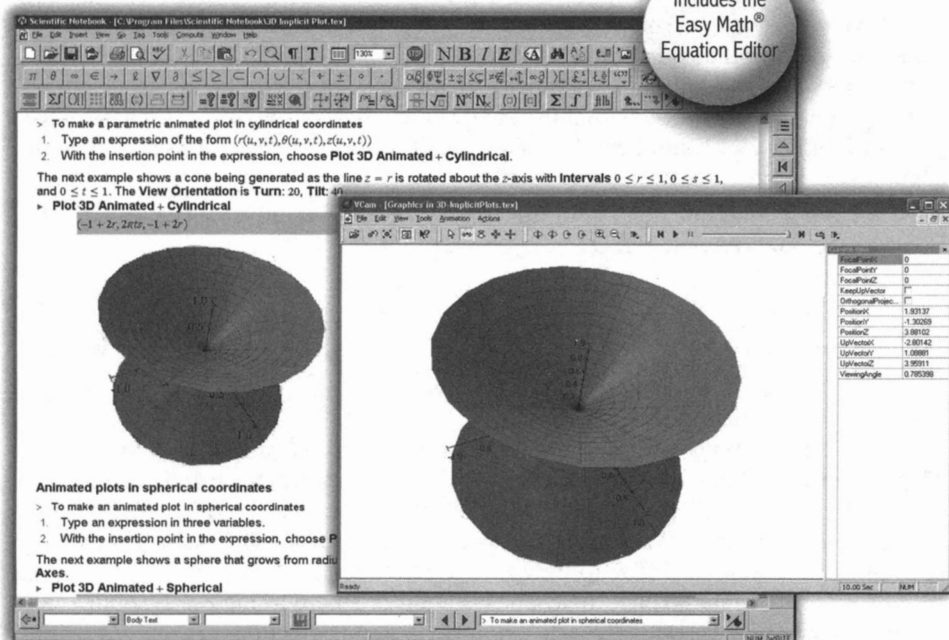 Includes the
Easy Math®
Equation Editor
Scientific Notebook - [C:\Program Files\Scientific Notebook\3D Implicit Plot.tex]
File Edit Insert View Go Tag Tools Compute Window Help
130%
N B I E
> To make a parametric animated plot in cylindrical coordinates
1. Type an expression of the form (r(u,v,t),θ(u,v,t),z(u,v,t))
2. With the insertion point in the expression, choose Plot 3D Animated + Cylindrical.
The next example shows a cone being generated as the line z = r is rotated about the z-axis with Intervals 0 ≤ r ≤ 1, 0 ≤ s ≤ 1,
and 0 ≤ t ≤ 1. The View Orientation is Turn: 20, Tilt: 40
▸ Plot 3D Animated + Cylindrical
(-1 + 2r, 2πts, -1 + 2r)
VCam - [Graphics in 3D-ImplicitPlots.tex]
File Edit View Tools Animation Actions
FocalPointX 0
FocalPointY 0
FocalPointZ 0
KeepUpVector
OrthogonalProjec...
PositionX 1.93137
PositionY -1.30269
PositionZ 3.88102
UpVectorX -2.80142
UpVectorY 1.08881
UpVectorZ 3.95911
ViewingAngle 0.785398
Animated plots in spherical coordinates
> To make an animated plot in spherical coordinates
1. Type an expression in three variables.
2. With the insertion point in the expression, choose P
The next example shows a sphere that grows from radiu
Axes.
▸ Plot 3D Animated + Spherical
Ready
10.00 Sec
NUM
Body Text
> To make an animated plot in spherical coordinates